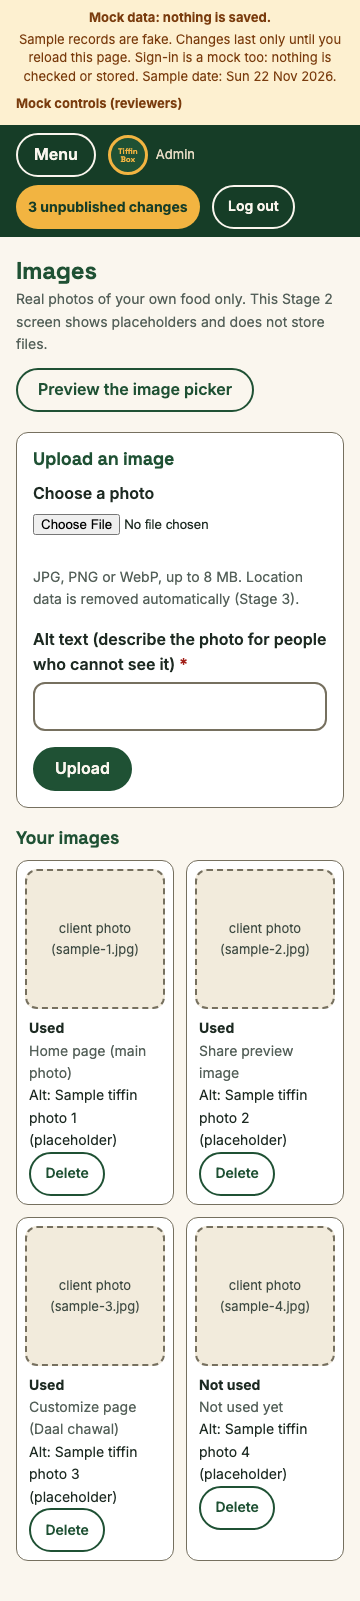 Mock data: nothing is saved.
Sample records are fake. Changes last only until you
reload this page. Sign-in is a mock too: nothing is
checked or stored. Sample date: Sun 22 Nov 2026.
Mock controls (reviewers)
Menu
Tiffin
Box
Admin
3 unpublished changes
Log out
Images
Real photos of your own food only. This Stage 2
screen shows placeholders and does not store
files.
Preview the image picker
Upload an image
Choose a photo
Choose File No file chosen
JPG, PNG or WebP, up to 8 MB. Location
data is removed automatically (Stage 3).
Alt text (describe the photo for people
who cannot see it) *
Upload
Your images
client photo
(sample-1.jpg)
Used
Home page (main
photo)
Alt: Sample tiffin
photo 1
(placeholder)
Delete
client photo
(sample-2.jpg)
Used
Share preview
image
Alt: Sample tiffin
photo 2
(placeholder)
Delete
client photo
(sample-3.jpg)
Used
Customize page
(Daal chawal)
Alt: Sample tiffin
photo 3
(placeholder)
Delete
client photo
(sample-4.jpg)
Not used
Not used yet
Alt: Sample tiffin
photo 4
(placeholder)
Delete